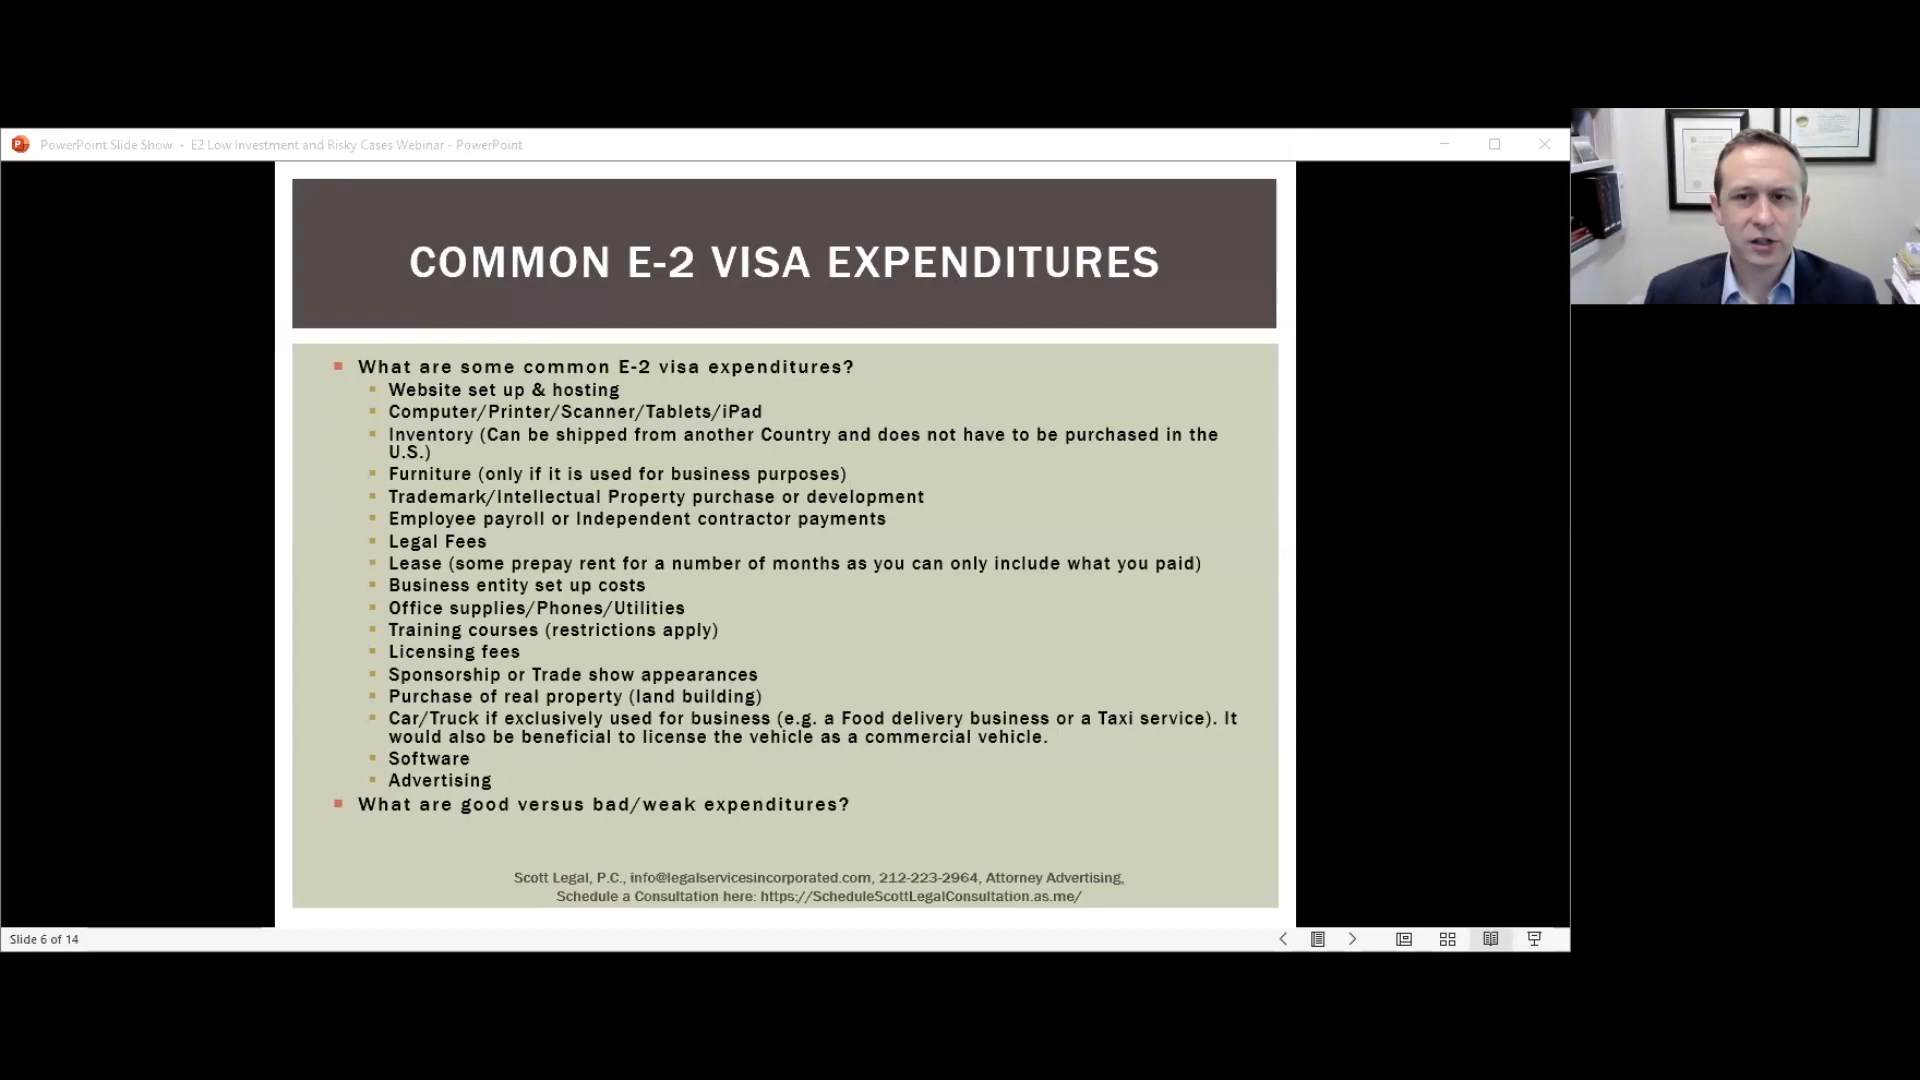 PowerPoint Slide Show - E2 Low Investment and Risky Cases Webinar - PowerPoint
COMMON E-2 VISA EXPENDITURES
What are some common E-2 visa expenditures?
Website set up & hosting
Computer/Printer/Scanner/Tablets/iPad
Inventory (Can be shipped from another Country and does not have to be purchased in the
U.S.)
Furniture (only if it is used for business purposes)
Trademark/Intellectual Property purchase or development
Employee payroll or Independent contractor payments
Legal Fees
Lease (some prepay rent for a number of months as you can only include what you paid)
Business entity set up costs
Office supplies/Phones/Utilities
Training courses (restrictions apply)
Licensing fees
Sponsorship or Trade show appearances
Purchase of real property (land building)
Car/Truck if exclusively used for business (e.g. a Food delivery business or a Taxi service). It
would also be beneficial to license the vehicle as a commercial vehicle.
Software
Advertising
What are good versus bad/weak expenditures?
Scott Legal, P.C., info@legalservicesincorporated.com, 212-223-2964, Attorney Advertising,
Schedule a Consultation here: https://ScheduleScottLegalConsultation.as.me/
Slide 6 of 14